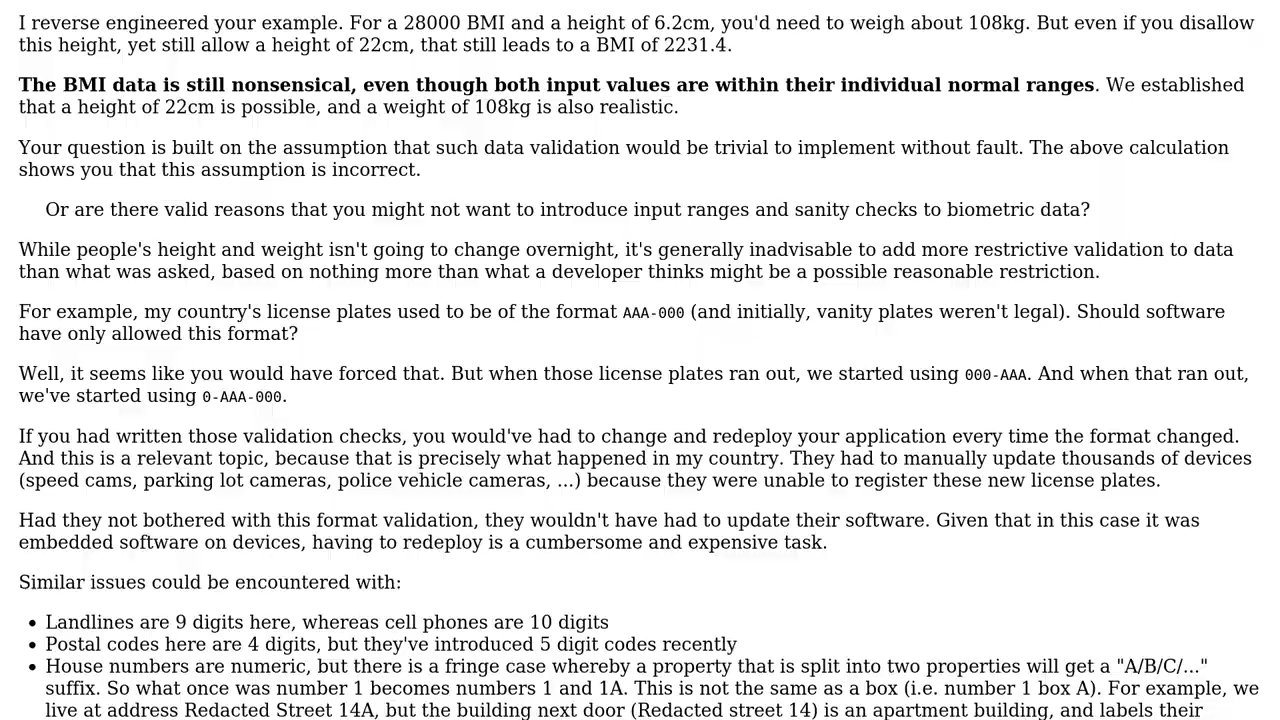 I reverse engineered your example. For a 28000 BMI and a height of 6.2cm, you'd need to weigh about 108kg. But even if you disallow
this height, yet still allow a height of 22cm, that still leads to a BMI of 2231.4.
The BMI data is still nonsensical, even though both input values are within their individual normal ranges. We established
that a height of 22cm is possible, and a weight of 108kg is also realistic.
Your question is built on the assumption that such data validation would be trivial to implement without fault. The above calculation
shows you that this assumption is incorrect.
Or are there valid reasons that you might not want to introduce input ranges and sanity checks to biometric data?
While people's height and weight isn't going to change overnight, it's generally inadvisable to add more restrictive validation to data
than what was asked, based on nothing more than what a developer thinks might be a possible reasonable restriction.
For example, my country's license plates used to be of the format AAA-000 (and initially, vanity plates weren't legal). Should software
have only allowed this format?
Well, it seems like you would have forced that. But when those license plates ran out, we started using 000-AAA. And when that ran out,
we've started using 0-AAA-000.
If you had written those validation checks, you would've had to change and redeploy your application every time the format changed.
And this is a relevant topic, because that is precisely what happened in my country. They had to manually update thousands of devices
(speed cams, parking lot cameras, police vehicle cameras, ...) because they were unable to register these new license plates.
Had they not bothered with this format validation, they wouldn't have had to update their software. Given that in this case it was
embedded software on devices, having to redeploy is a cumbersome and expensive task.
Similar issues could be encountered with:
• Landlines are 9 digits here, whereas cell phones are 10 digits
• Postal codes here are 4 digits, but they've introduced 5 digit codes recently
• House numbers are numeric, but there is a fringe case whereby a property that is split into two properties will get a "A/B/C/..."
suffix. So what once was number 1 becomes numbers 1 and 1A. This is not the same as a box (i.e. number 1 box A). For example, we
live at address Redacted Street 14A, but the building next door (Redacted street 14) is an apartment building, and labels their